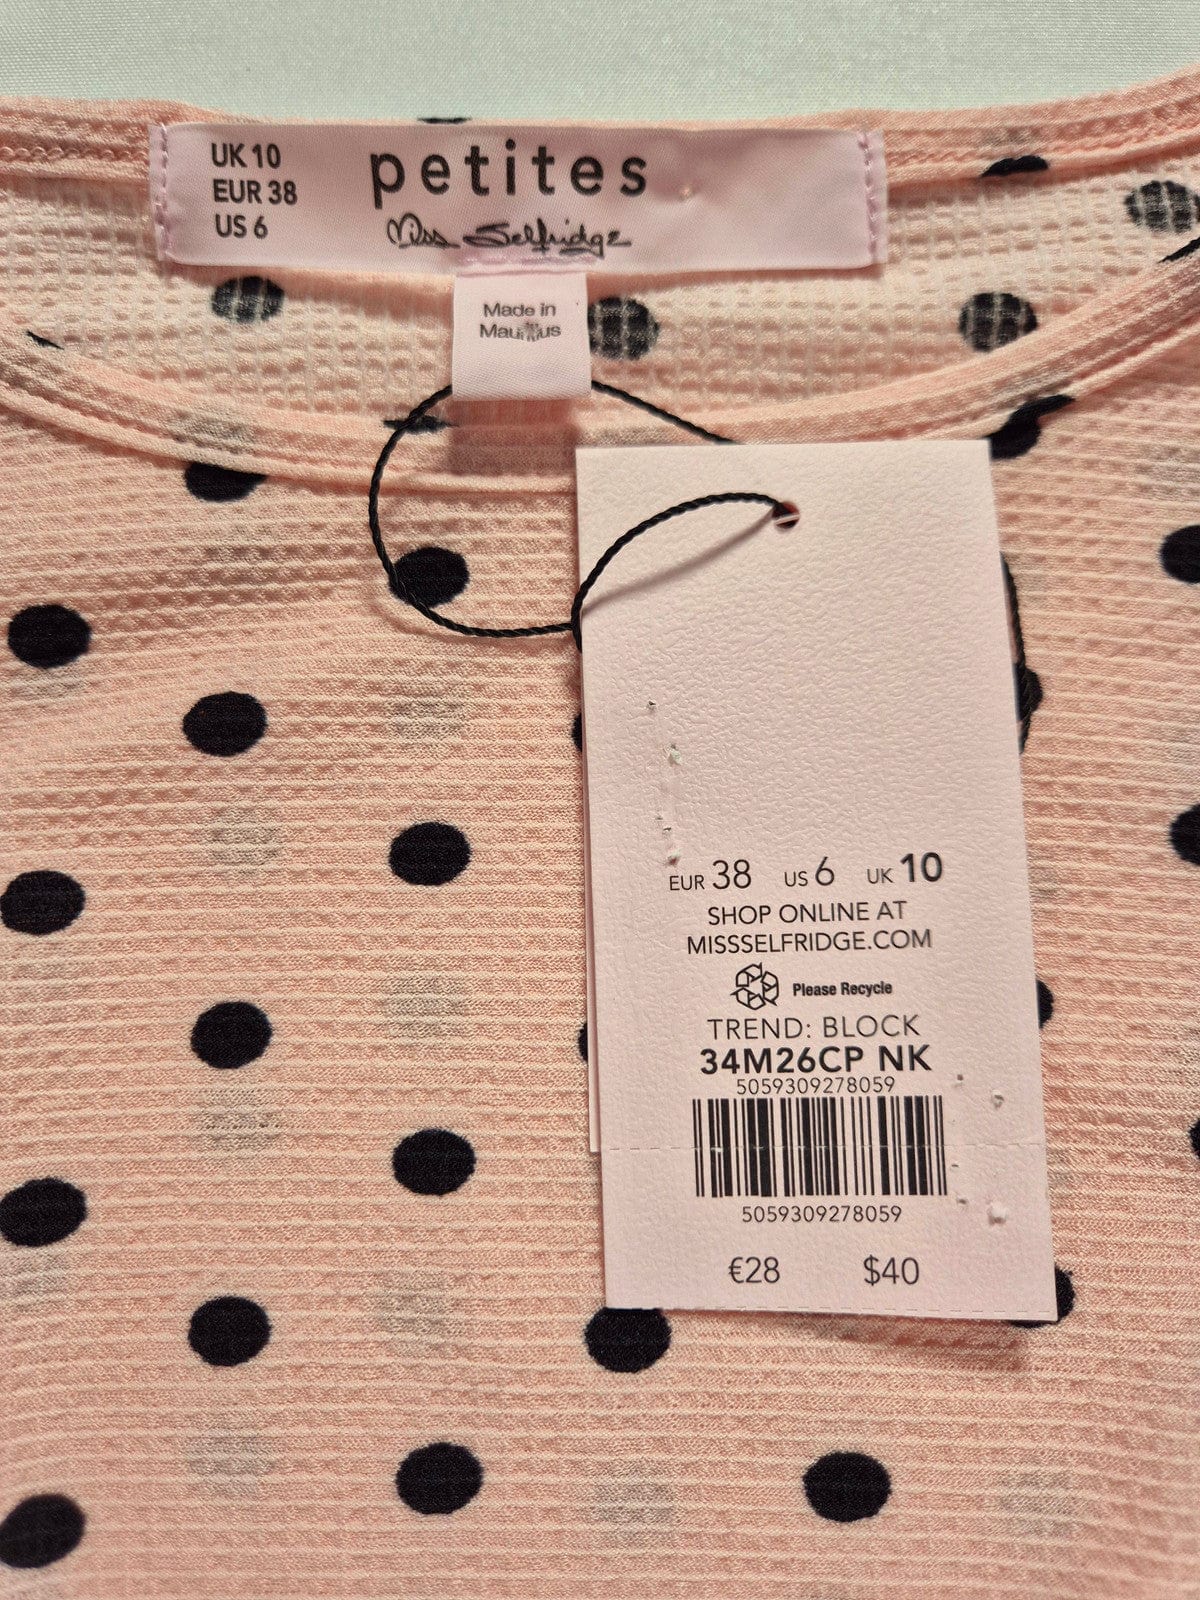 UK 10
EUR 38
US 6
petites
Miss Selfridge
Made in
EUR 38 US 6 UK 10
SHOP ONLINE AT
MISSSELFRIDGE.COM
Please Recycle
TREND: BLOCK
34M26CP NK
5059309278059
5059309278059
€28 $40